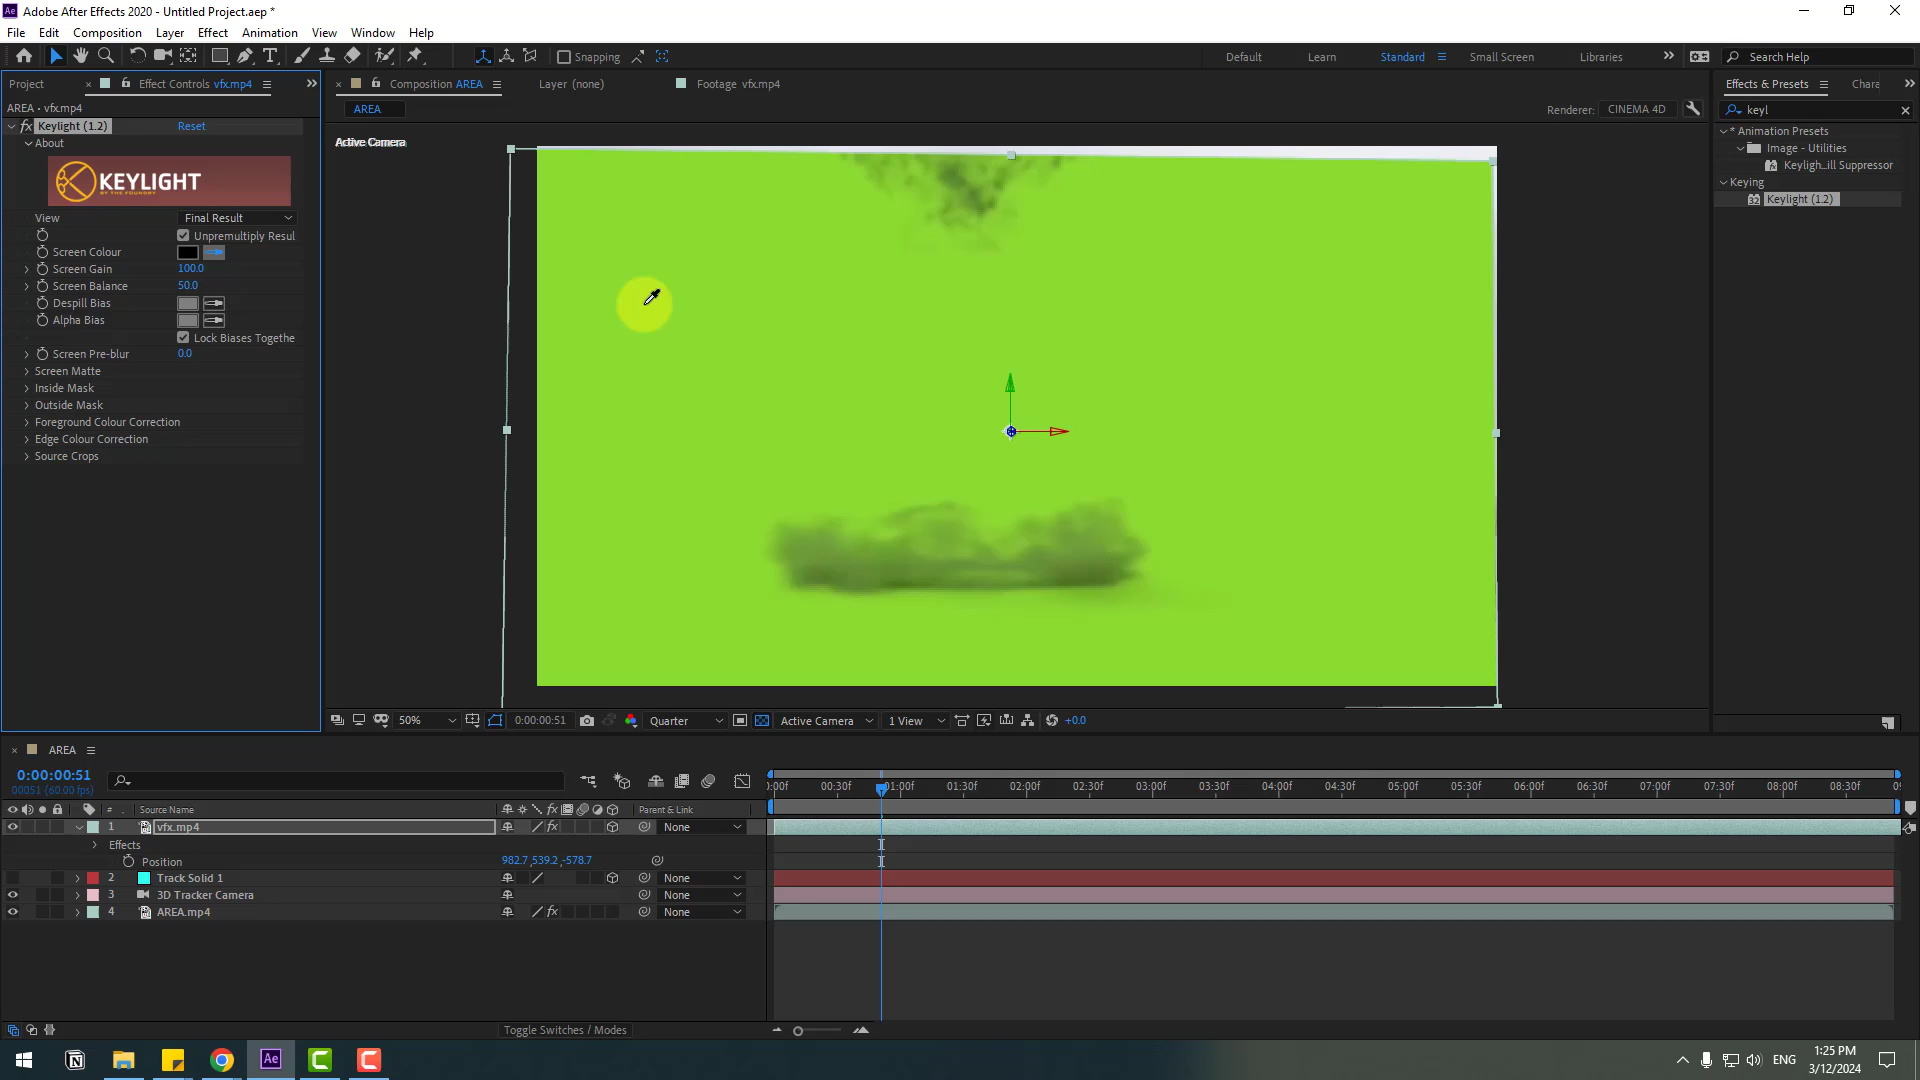 Adobe After Effects 2020 - Untitled Project.aep *
File Edit Composition Layer Effect Animation View Window Help
Snapping Default Learn Standard Small Screen Libraries Search Help
Project Effect Controls vfx.mp4 Composition AREA Layer (none) Footage vfx.mp4 Effects & Presets Chara
AREA • vfx.mp4 AREA Renderer: CINEMA 4D keyl
fx Keylight (1.2) Reset * Animation Presets
About Active Camera Image - Utilities
KEYLIGHT Keyligh...ill Suppressor
BY THE FOUNDRY Keying
View Final Result Keylight (1.2)
Unpremultiply Resul
Screen Colour
Screen Gain 100.0
Screen Balance 50.0
Despill Bias
Alpha Bias
Lock Biases Togethe
Screen Pre-blur 0.0
Screen Matte
Inside Mask
Outside Mask
Foreground Colour Correction
Edge Colour Correction
Source Crops
50% 0:00:00:51 Quarter Active Camera 1 View +0.0
AREA
0:00:00:51
00051 (60.00 fps)
0:00f 00:30f 01:00f 01:30f 02:00f 02:30f 03:00f 03:30f 04:00f 04:30f 05:00f 05:30f 06:00f 06:30f 07:00f 07:30f 08:00f 08:30f
# Source Name fx Parent & Link
1 vfx.mp4 fx None
Effects
Position 982.7,539.2,-578.7
2 Track Solid 1 None
3 3D Tracker Camera None
4 AREA.mp4 fx None
Toggle Switches / Modes
Ae ENG 1:25 PM
3/12/2024